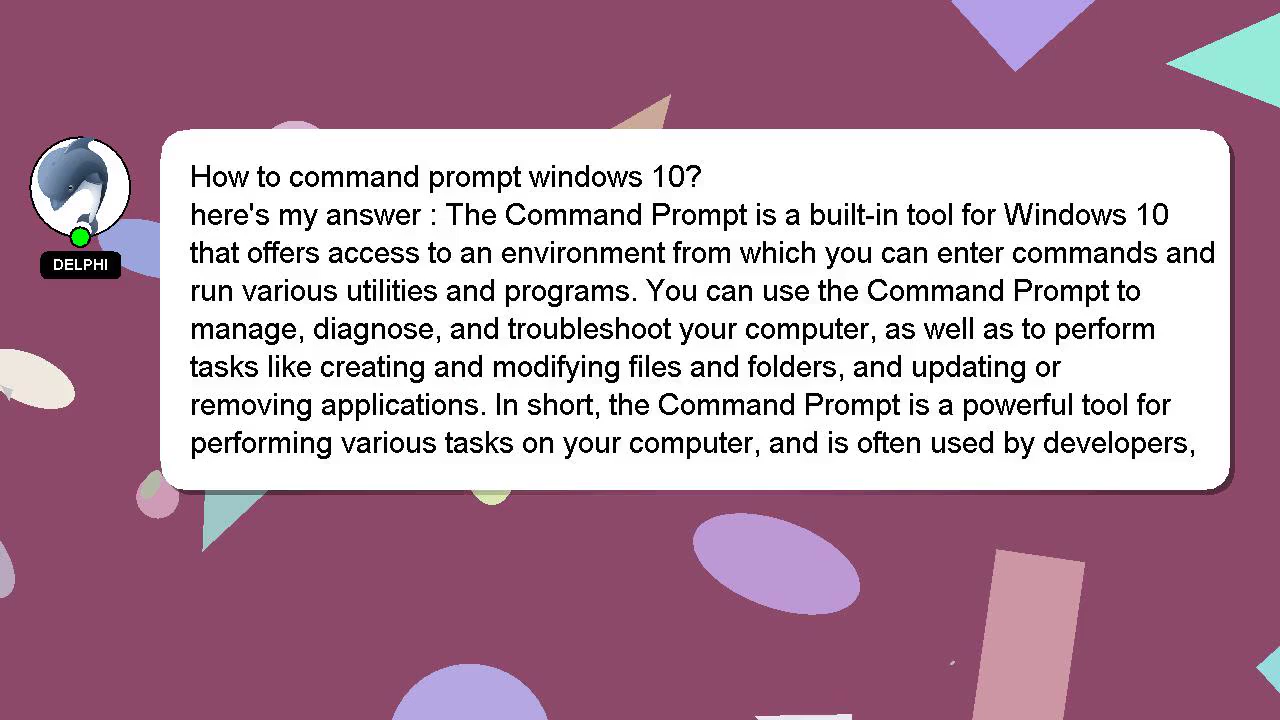 How to command prompt windows 10?
here's my answer : The Command Prompt is a built-in tool for Windows 10
that offers access to an environment from which you can enter commands and
run various utilities and programs. You can use the Command Prompt to
manage, diagnose, and troubleshoot your computer, as well as to perform
tasks like creating and modifying files and folders, and updating or
removing applications. In short, the Command Prompt is a powerful tool for
performing various tasks on your computer, and is often used by developers,
DELPHI